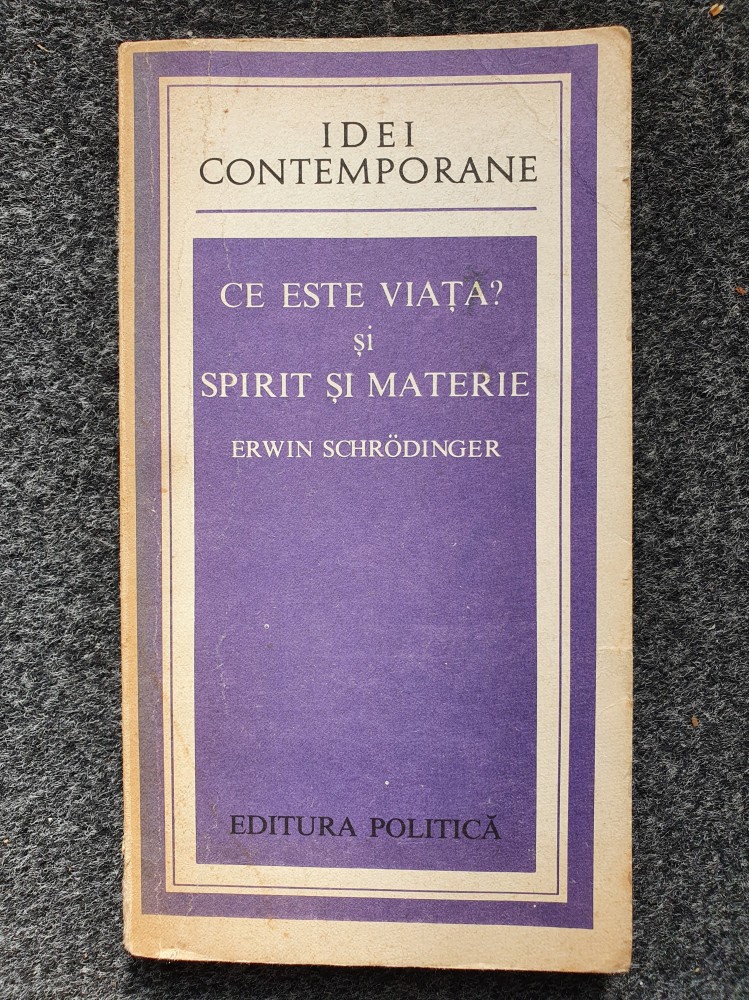 IDEI
CONTEMPORANE
CE ESTE VIAȚA?
și
SPIRIT ȘI MATERIE
ERWIN SCHRÖDINGER
EDITURA POLITICĂ